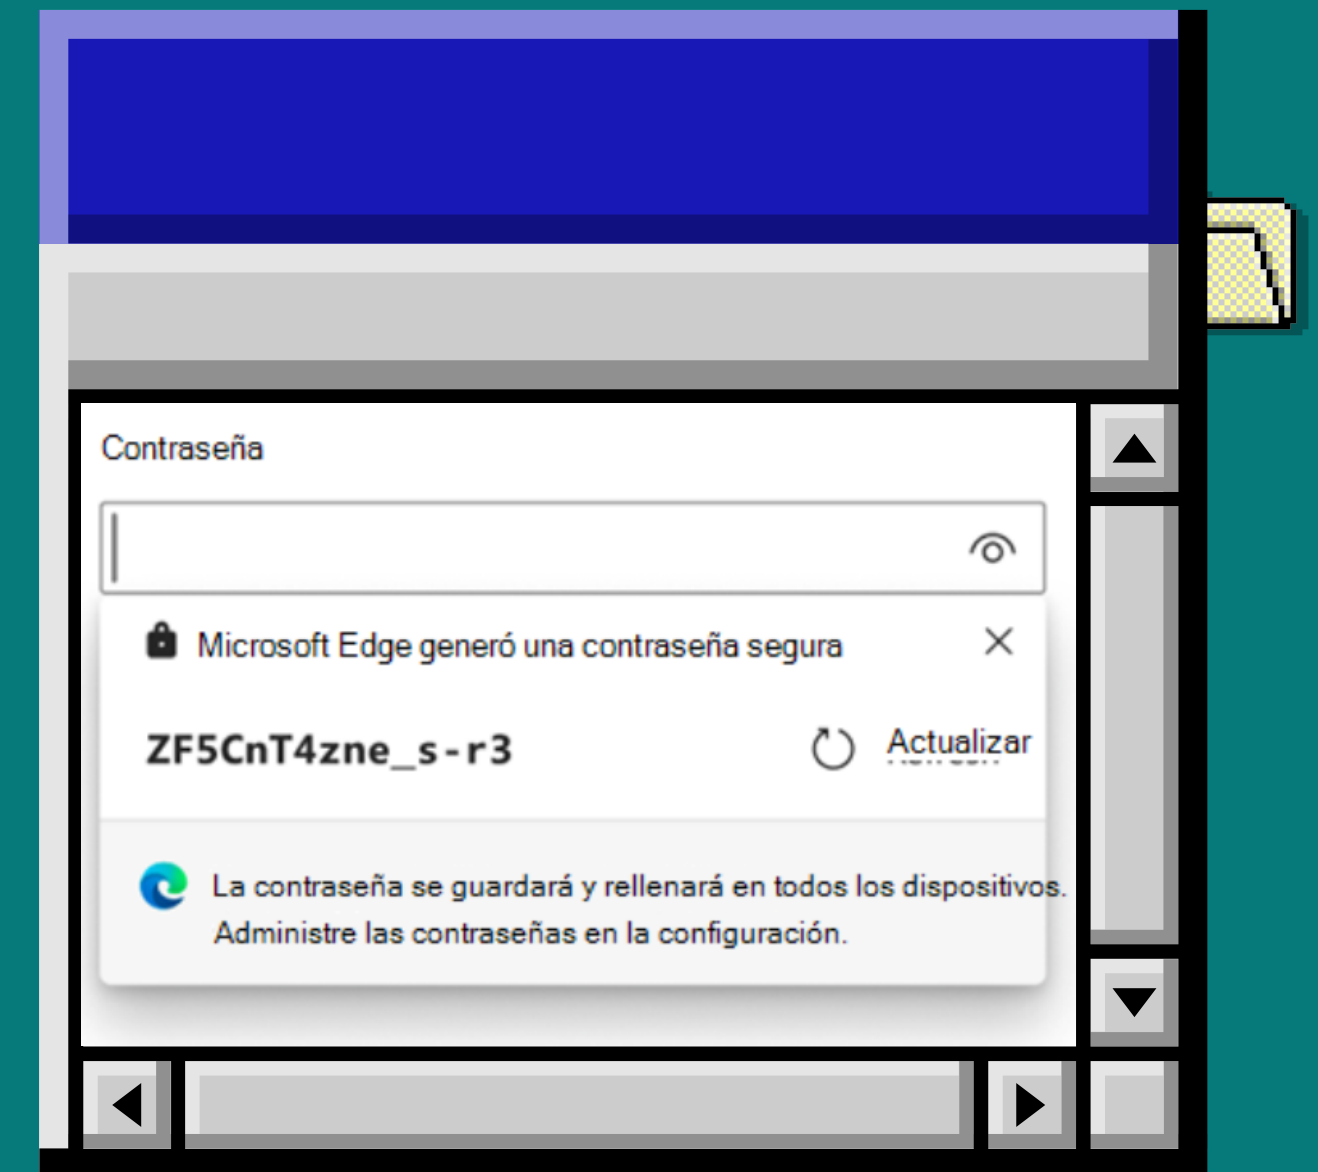 Contraseña
Microsoft Edge generó una contraseña segura
ZF5CnT4zne_s-r3
Actualizar
La contraseña se guardará y rellenará en todos los dispositivos.
Administre las contraseñas en la configuración.